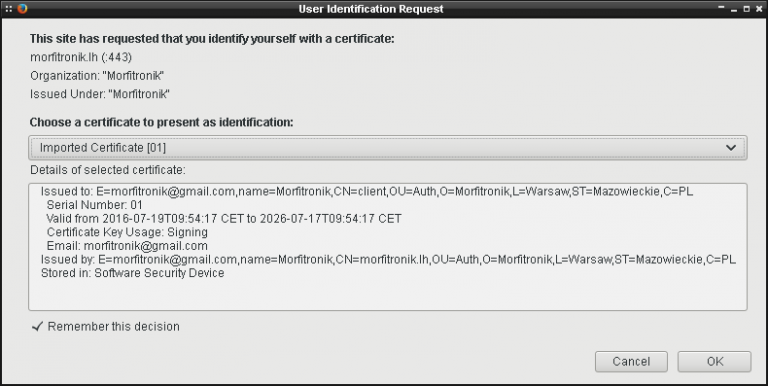 User Identification Request
This site has requested that you identify yourself with a certificate:
morfitronik.lh (:443)
Organization: "Morfitronik"
Issued Under: "Morfitronik"
Choose a certificate to present as identification:
Imported Certificate [01]
Details of selected certificate:
Issued to: E=morfitronik@gmail.com,name=Morfitronik,CN=client,OU=Auth,O=Morfitronik,L=Warsaw,ST=Mazowieckie,C=PL
Serial Number: 01
Valid from 2016-07-19T09:54:17 CET to 2026-07-17T09:54:17 CET
Certificate Key Usage: Signing
Email: morfitronik@gmail.com
Issued by: E=morfitronik@gmail.com,name=Morfitronik,CN=morfitronik.lh,OU=Auth,O=Morfitronik,L=Warsaw,ST=Mazowieckie,C=PL
Stored in: Software Security Device
Remember this decision
Cancel OK